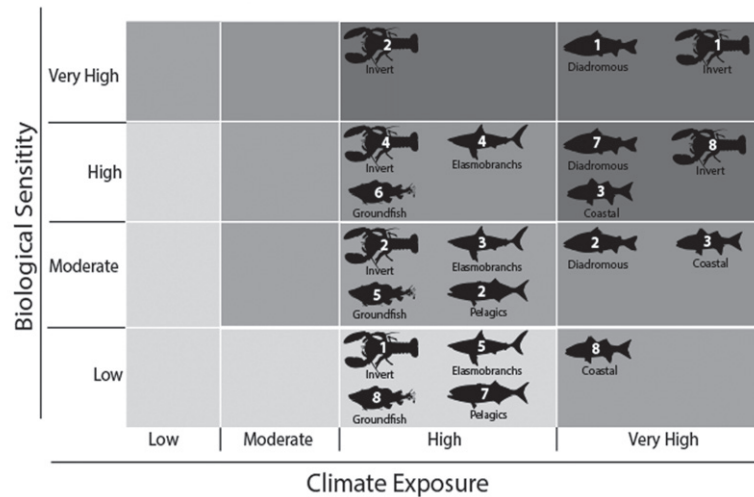 Biological Sensitity
Very High
2
Invert
1
Diadromous
1
Invert
High
4
Invert
4
Elasmobranchs
6
Groundfish
7
Diadromous
8
Invert
3
Coastal
Moderate
2
Invert
3
Elasmobranchs
5
Groundfish
2
Pelagics
2
Diadromous
3
Coastal
Low
1
Invert
5
Elasmobranchs
8
Groundfish
7
Pelagics
8
Coastal
Low Moderate High Very High
Climate Exposure